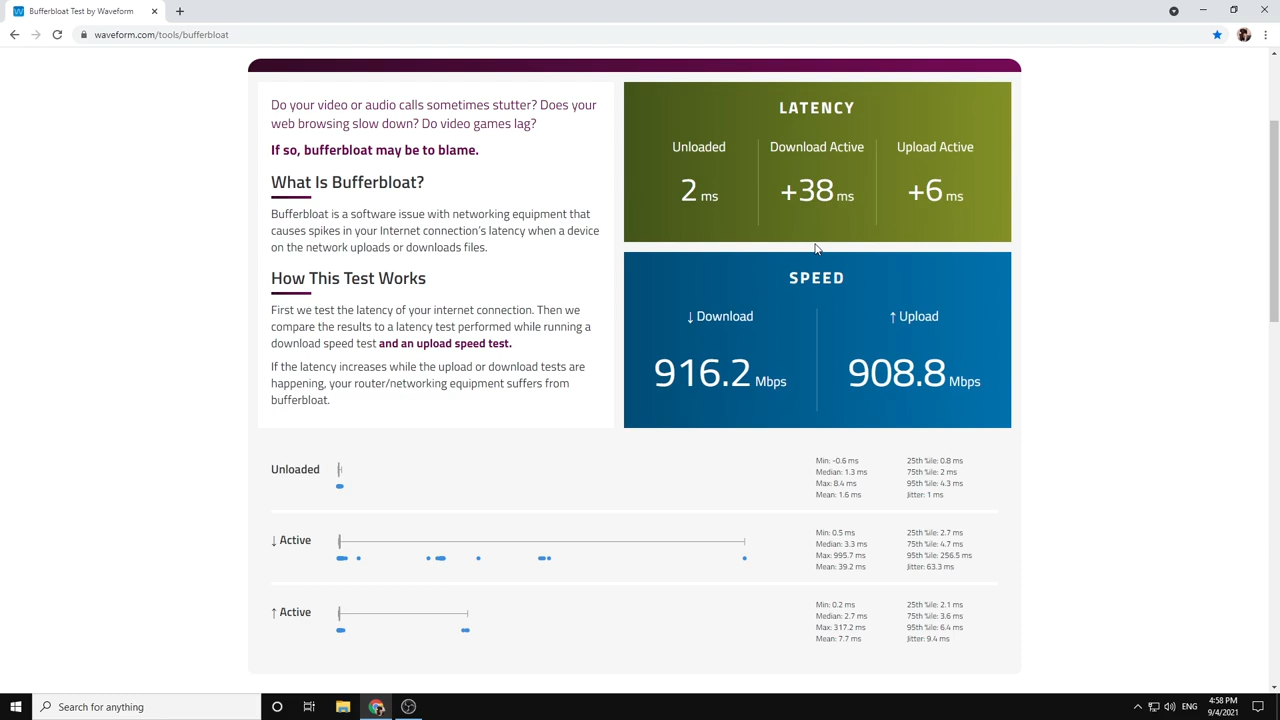 Bufferbloat Test by Waveform
waveform.com/tools/bufferbloat
Do your video or audio calls sometimes stutter? Does your
web browsing slow down? Do video games lag?
If so, bufferbloat may be to blame.
What Is Bufferbloat?
Bufferbloat is a software issue with networking equipment that
causes spikes in your Internet connection's latency when a device
on the network uploads or downloads files.
How This Test Works
First we test the latency of your internet connection. Then we
compare the results to a latency test performed while running a
download speed test and an upload speed test.
If the latency increases while the upload or download tests are
happening, your router/networking equipment suffers from
bufferbloat.
LATENCY
Unloaded Download Active Upload Active
2 ms +38 ms +6 ms
SPEED
↓ Download ↑ Upload
916.2 Mbps 908.8 Mbps
Unloaded
Min: -0.6 ms 25th %ile: 0.8 ms
Median: 1.3 ms 75th %ile: 2 ms
Max: 8.4 ms 95th %ile: 4.3 ms
Mean: 1.6 ms Jitter: 1 ms
↓ Active
Min: 0.5 ms 25th %ile: 2.7 ms
Median: 3.3 ms 75th %ile: 4.7 ms
Max: 995.7 ms 95th %ile: 256.5 ms
Mean: 39.2 ms Jitter: 63.3 ms
↑ Active
Min: 0.2 ms 25th %ile: 2.1 ms
Median: 2.7 ms 75th %ile: 3.6 ms
Max: 317.2 ms 95th %ile: 6.4 ms
Mean: 7.7 ms Jitter: 9.4 ms
Search for anything
ENG
4:58 PM
9/4/2021